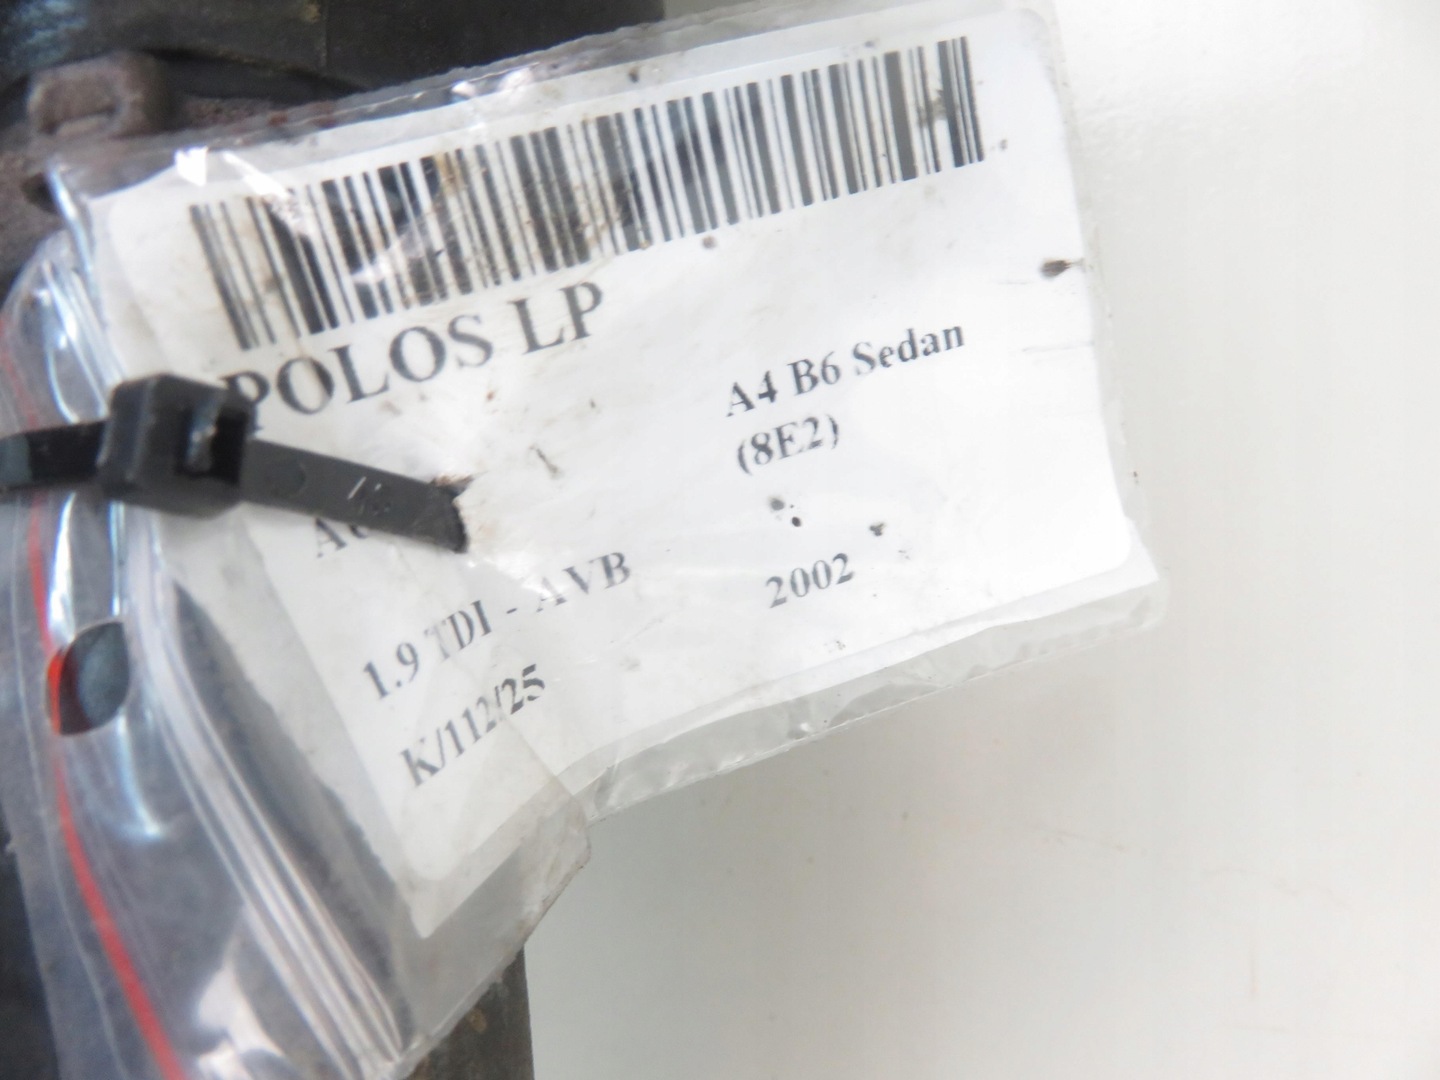 POLOS LP
A4 B6 Sedan
(8E2)
1.9 TDI - AVB
2002
K/112/25